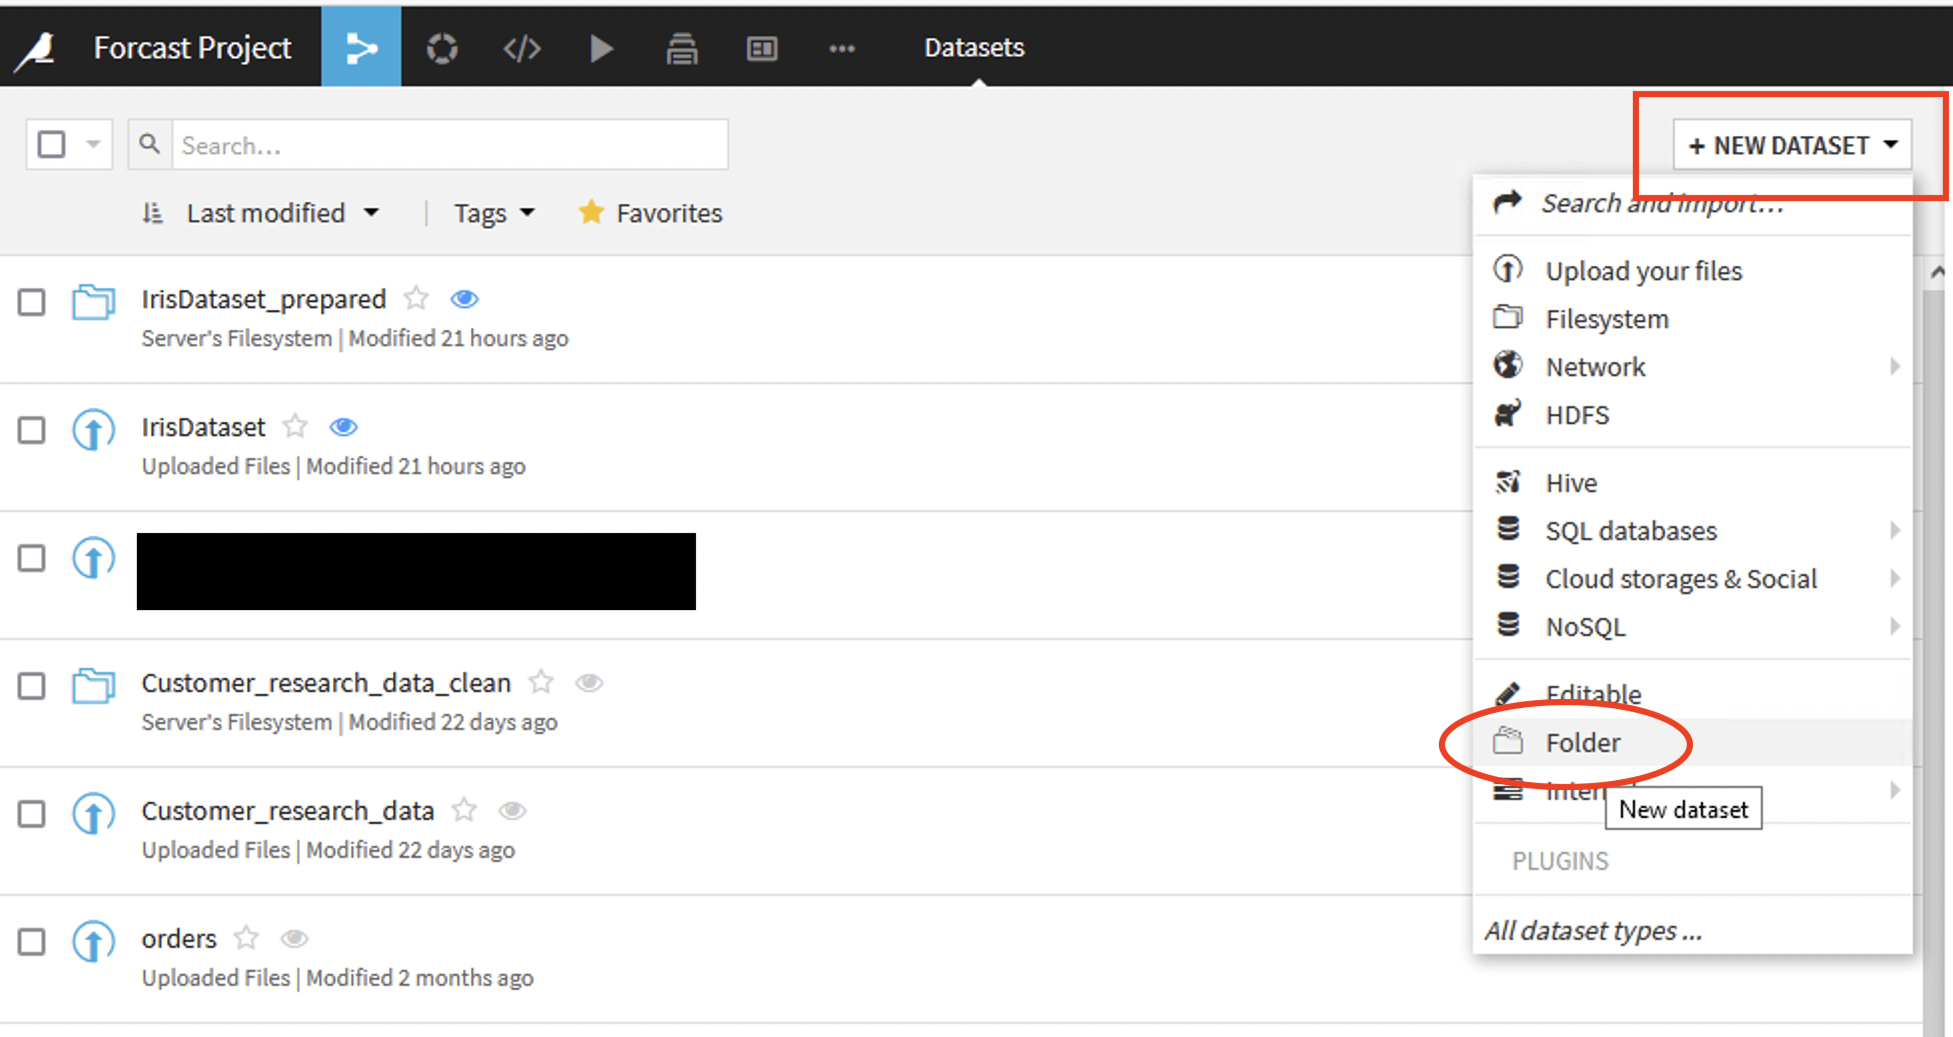 Forcast Project
Datasets
Search...
+ NEW DATASET
Last modified | Tags Favorites
Search and import...
Upload your files
Filesystem
Network
HDFS
Hive
SQL databases
Cloud storages & Social
NoSQL
Editable
Folder
New dataset
PLUGINS
All dataset types ...
IrisDataset_prepared
Server's Filesystem | Modified 21 hours ago
IrisDataset
Uploaded Files | Modified 21 hours ago
Customer_research_data_clean
Server's Filesystem | Modified 22 days ago
Customer_research_data
Uploaded Files | Modified 22 days ago
orders
Uploaded Files | Modified 2 months ago